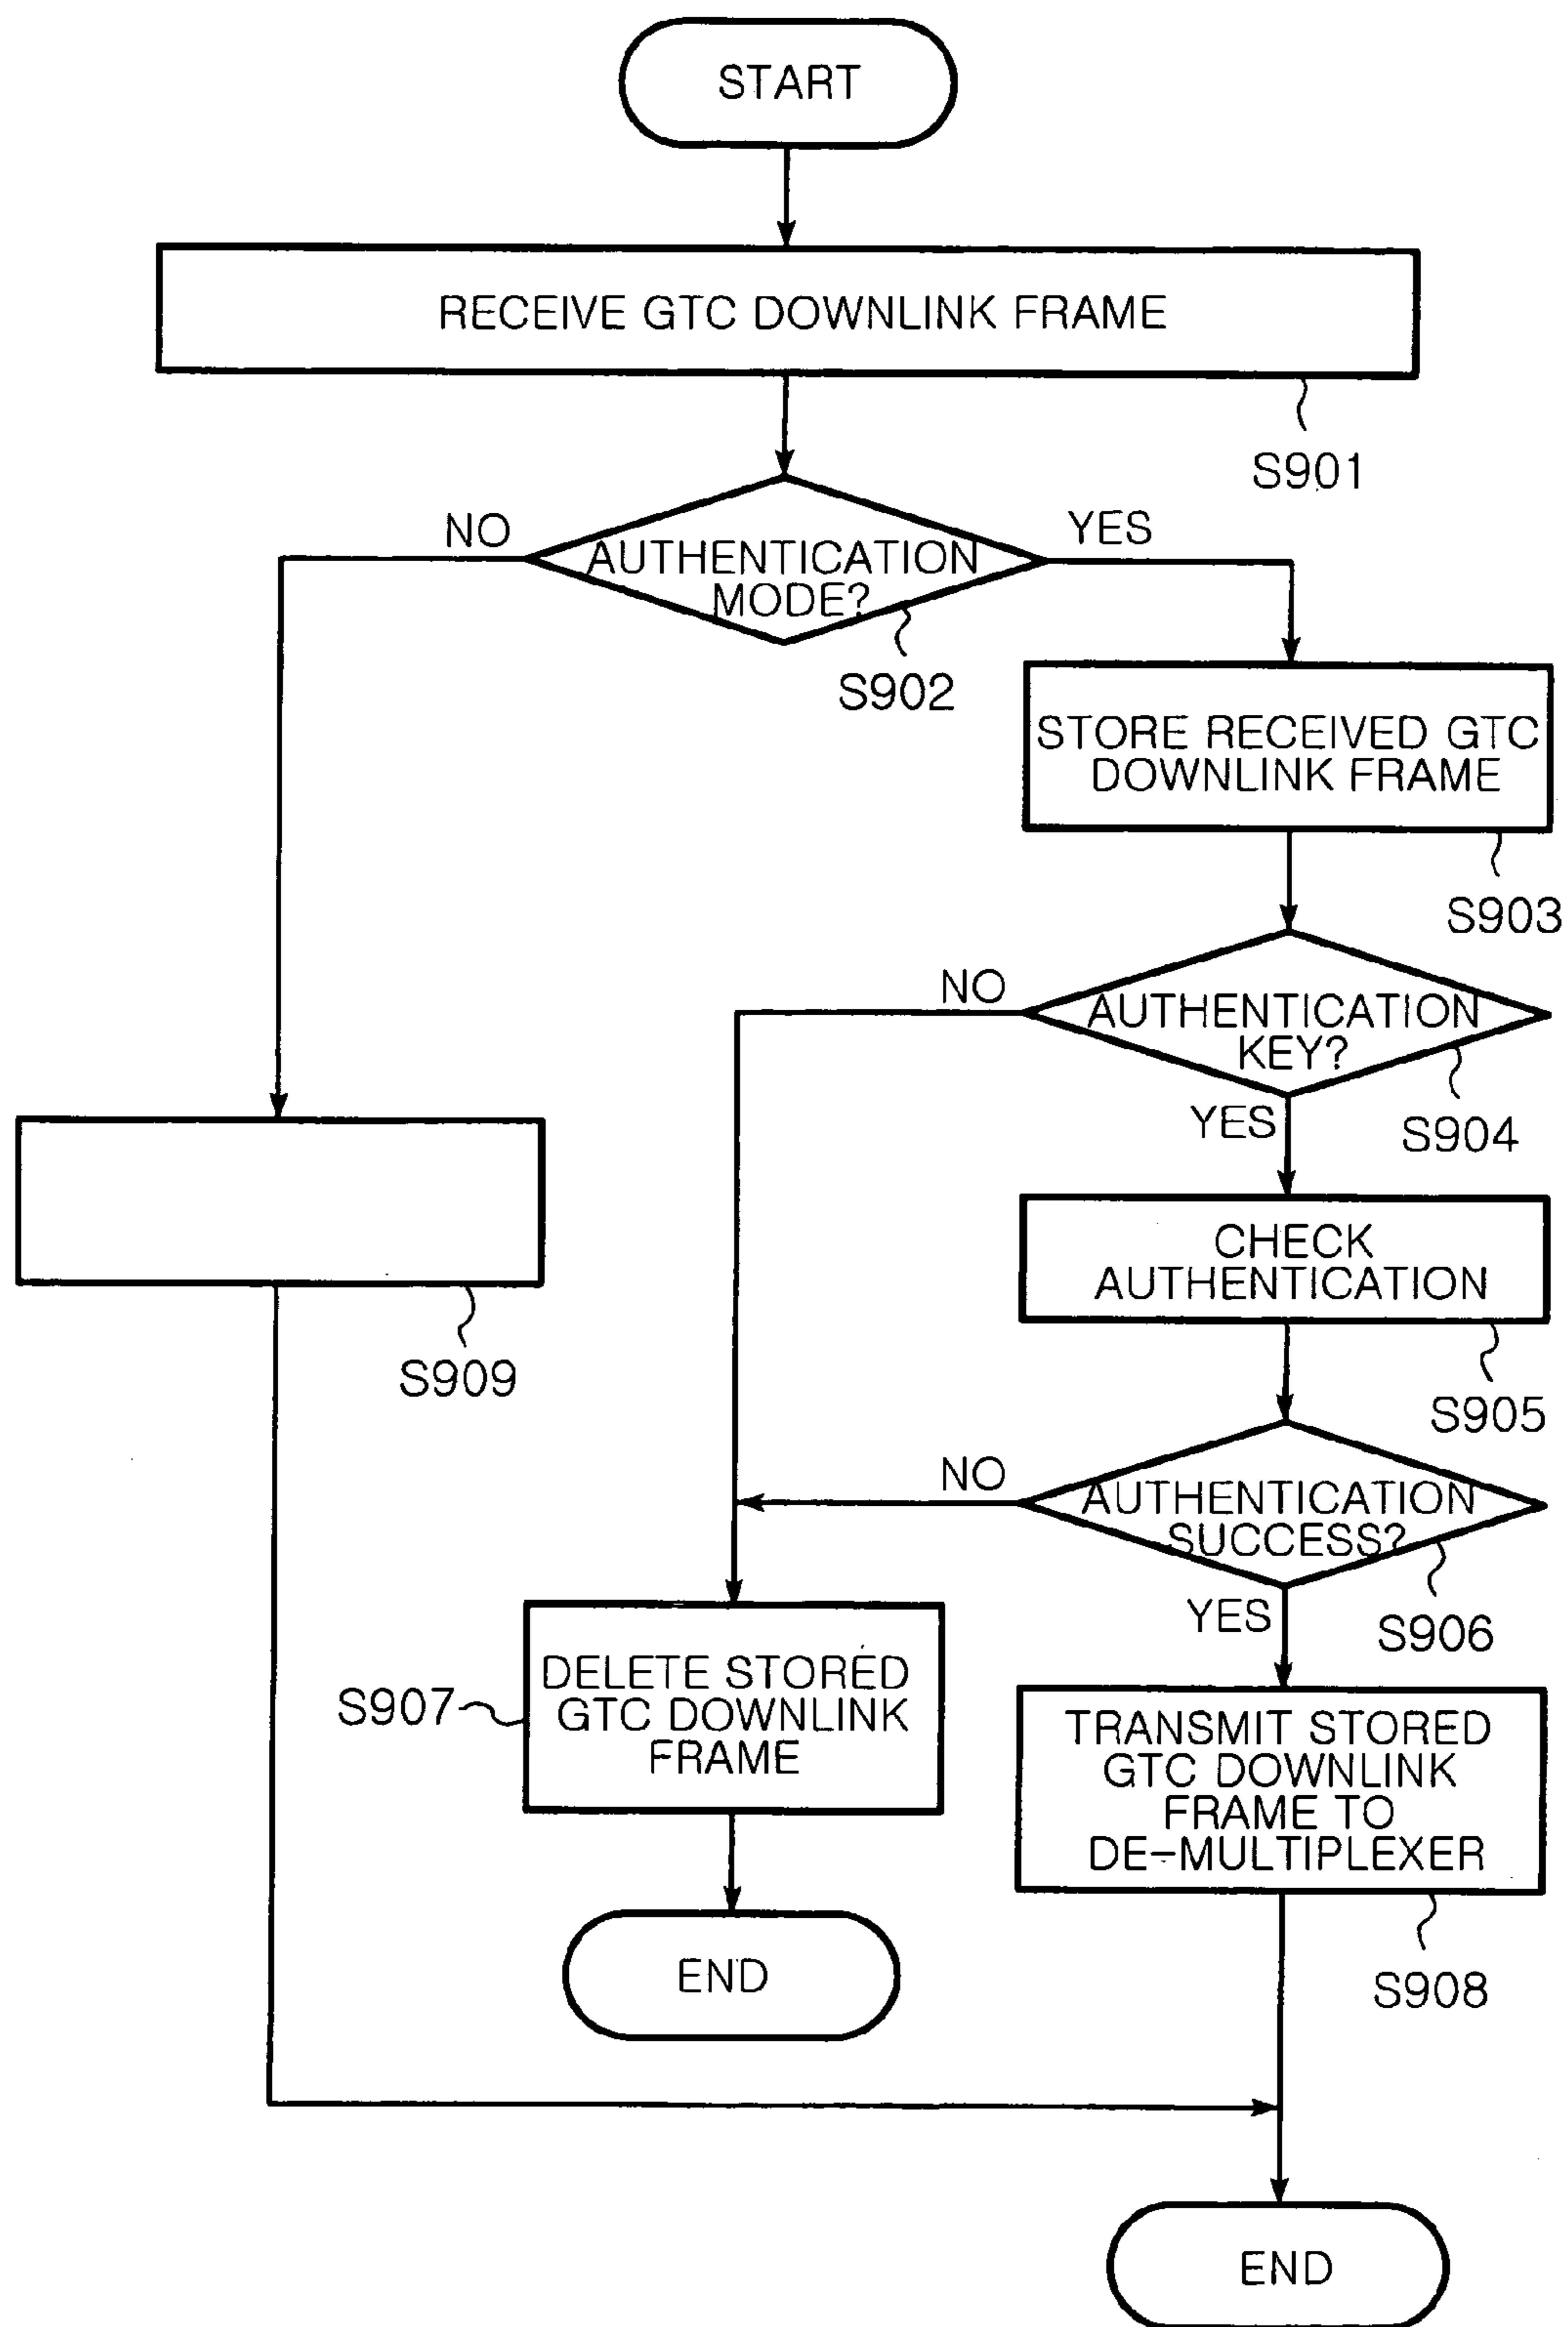 START
RECEIVE GTC DOWNLINK FRAME
S901
NO
YES
AUTHENTICATION
MODE?
S902
STORE RECEIVED GTC
DOWNLINK FRAME
S903
NO
AUTHENTICATION
KEY?
YES
S904
CHECK
AUTHENTICATION
S909
S905
NO
AUTHENTICATION
SUCCESS?
YES
S906
S907
DELETE STORED
GTC DOWNLINK
FRAME
TRANSMIT STORED
GTC DOWNLINK
FRAME TO
DE-MULTIPLEXER
END
S908
END